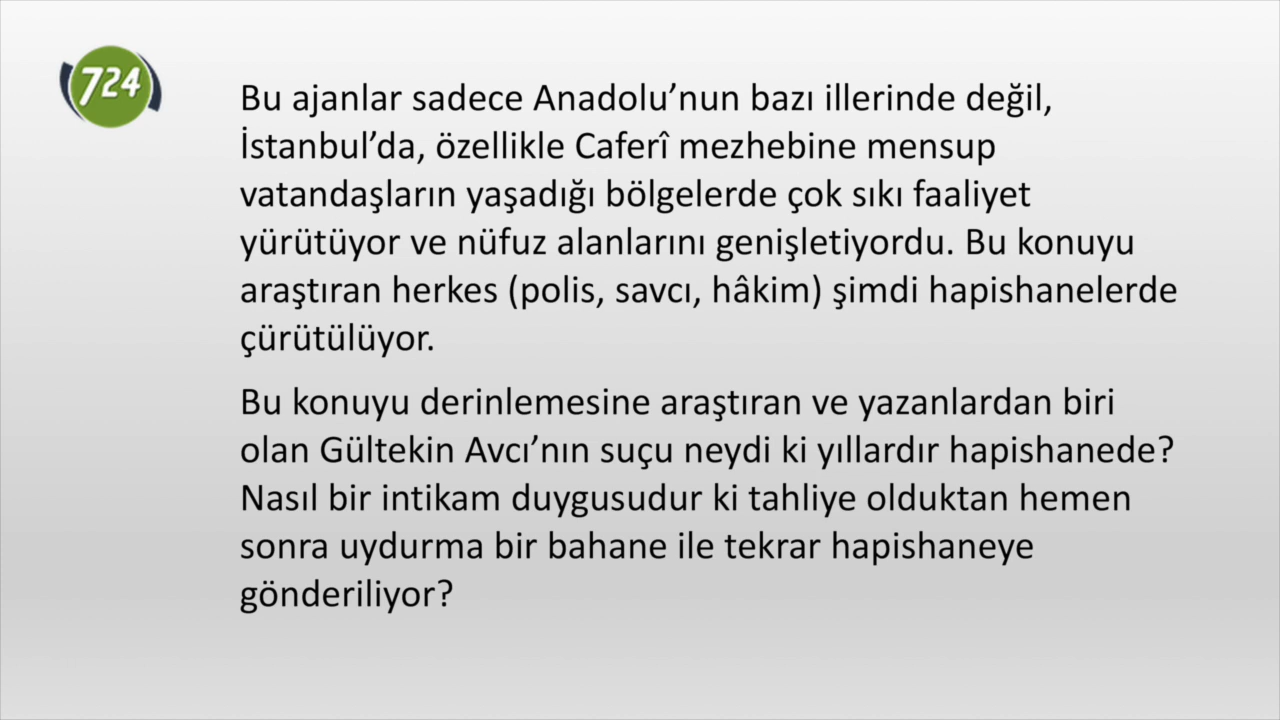 724
Bu ajanlar sadece Anadolu’nun bazı illerinde değil,
İstanbul’da, özellikle Caferî mezhebine mensup
vatandaşların yaşadığı bölgelerde çok sıkı faaliyet
yürütüyor ve nüfuz alanlarını genişletiyordu. Bu konuyu
araştıran herkes (polis, savcı, hâkim) şimdi hapishanelerde
çürütülüyor.
Bu konuyu derinlemesine araştıran ve yazanlardan biri
olan Gültekin Avcı’nın suçu neydi ki yıllardır hapishanede?
Nasıl bir intikam duygusudur ki tahliye olduktan hemen
sonra uydurma bir bahane ile tekrar hapishaneye
gönderiliyor?